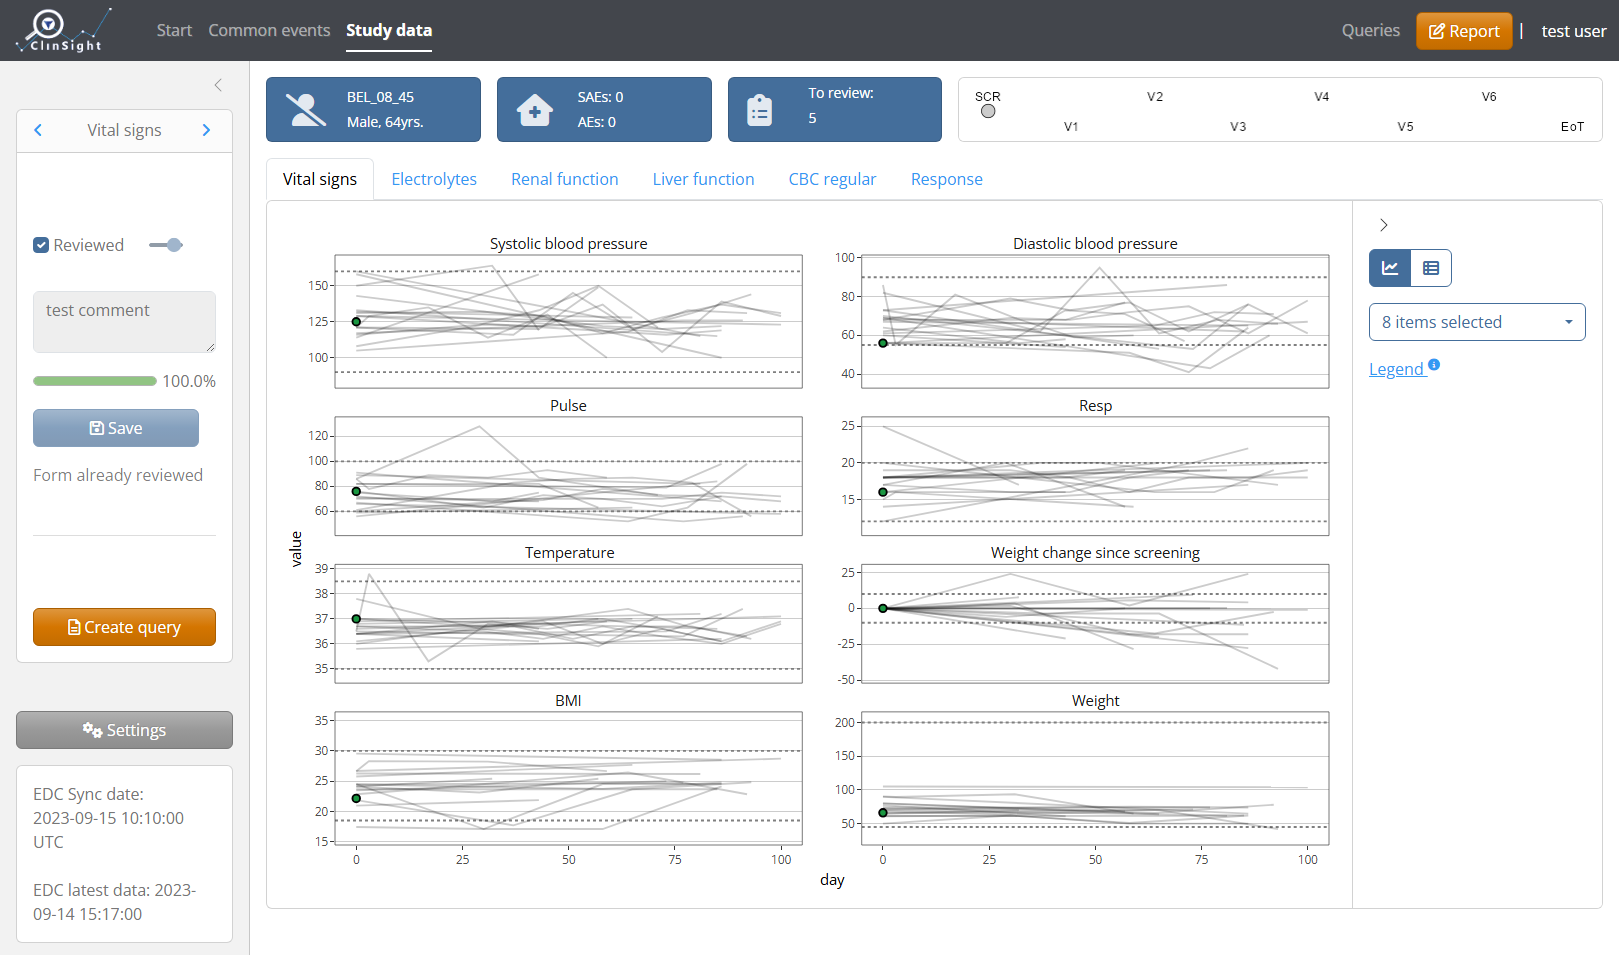 ClinSight
Start
Common events
Study data
Queries
Report
|
test user
Vital signs
Reviewed
test comment
100.0%
Save
Form already reviewed
Create query
Settings
EDC Sync date:
2023-09-15 10:10:00
UTC
EDC latest data: 2023-
09-14 15:17:00
BEL_08_45
Male, 64yrs.
SAEs: 0
AEs: 0
To review:
5
SCR
V1
V2
V3
V4
V5
V6
EoT
Vital signs
Electrolytes
Renal function
Liver function
CBC regular
Response
value
Systolic blood pressure
150
125
100
Diastolic blood pressure
100
80
60
40
Pulse
120
100
80
60
Resp
25
20
15
Temperature
39
38
37
36
35
Weight change since screening
25
0
-25
-50
BMI
35
30
25
20
15
0
25
50
75
100
Weight
200
150
100
50
0
25
50
75
100
day
8 items selected
Legend